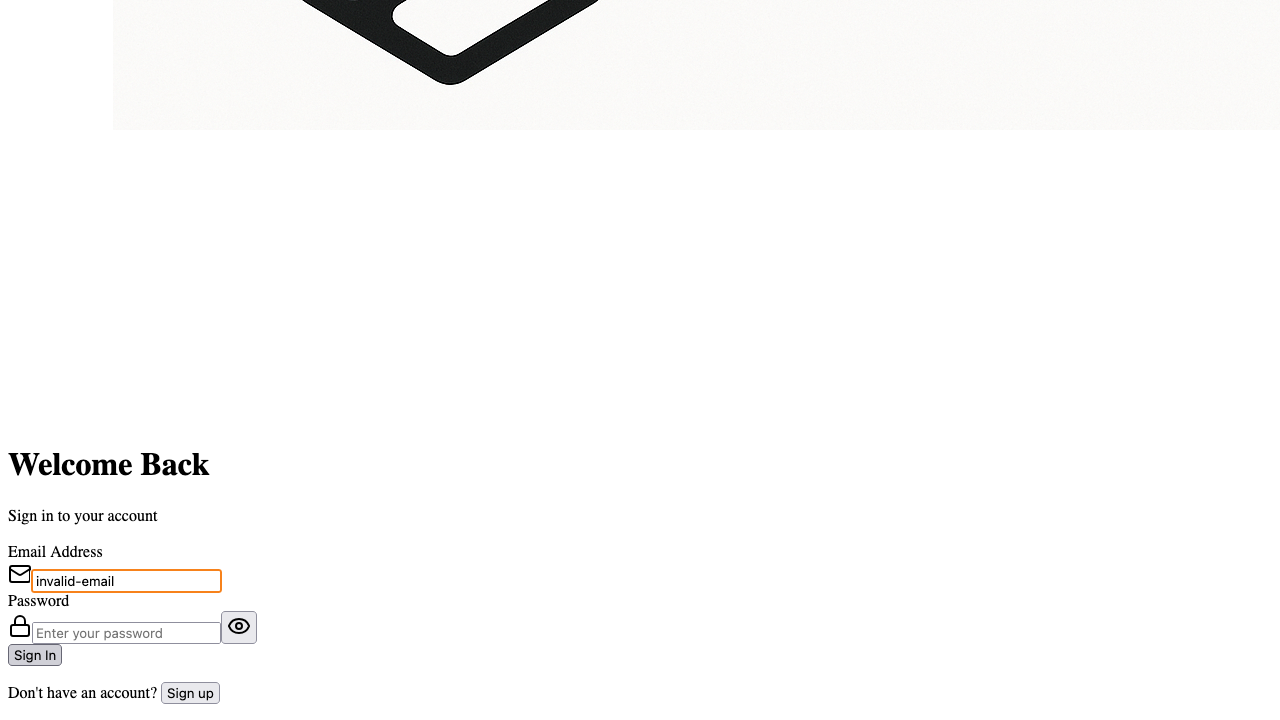 Welcome Back
Sign in to your account
Email Address
invalid-email
Password
Enter your password
Sign In
Don't have an account? Sign up